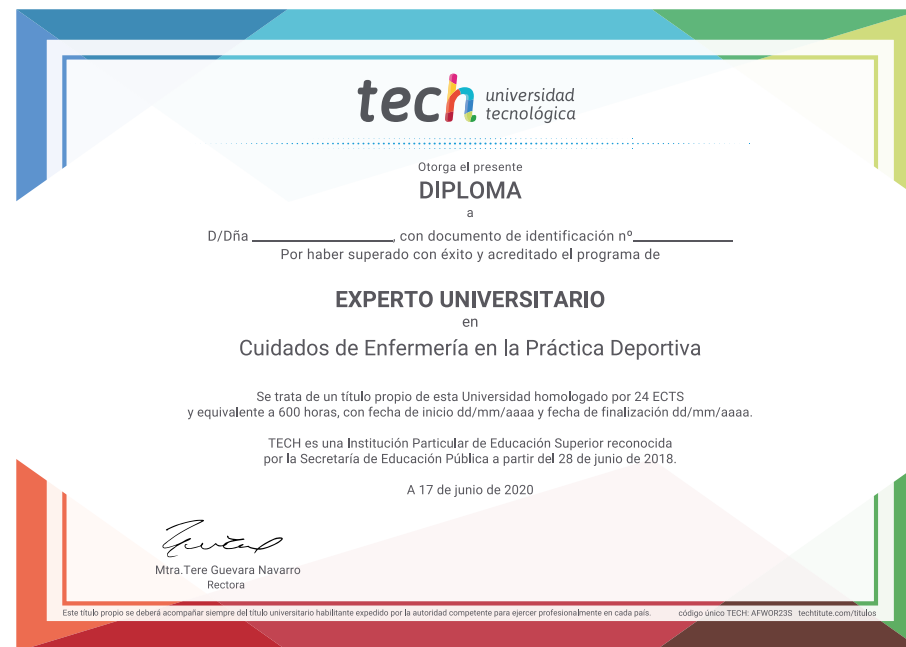 tech universidad
tecnológica
Otorga el presente
DIPLOMA
a
D/Dña ______________, con documento de identificación nº__________
Por haber superado con éxito y acreditado el programa de
EXPERTO UNIVERSITARIO
en
Cuidados de Enfermería en la Práctica Deportiva
Se trata de un título propio de esta Universidad homologado por 24 ECTS
y equivalente a 600 horas, con fecha de inicio dd/mm/aaaa y fecha de finalización dd/mm/aaaa.
TECH es una Institución Particular de Educación Superior reconocida
por la Secretaría de Educación Pública a partir del 28 de junio de 2018.
A 17 de junio de 2020
Mtra.Tere Guevara Navarro
Rectora
Este título propio se deberá acompañar siempre del título universitario habilitante expedido por la autoridad competente para ejercer profesionalmente en cada país. código único TECH: AFWOR23S techtitute.com/titulos